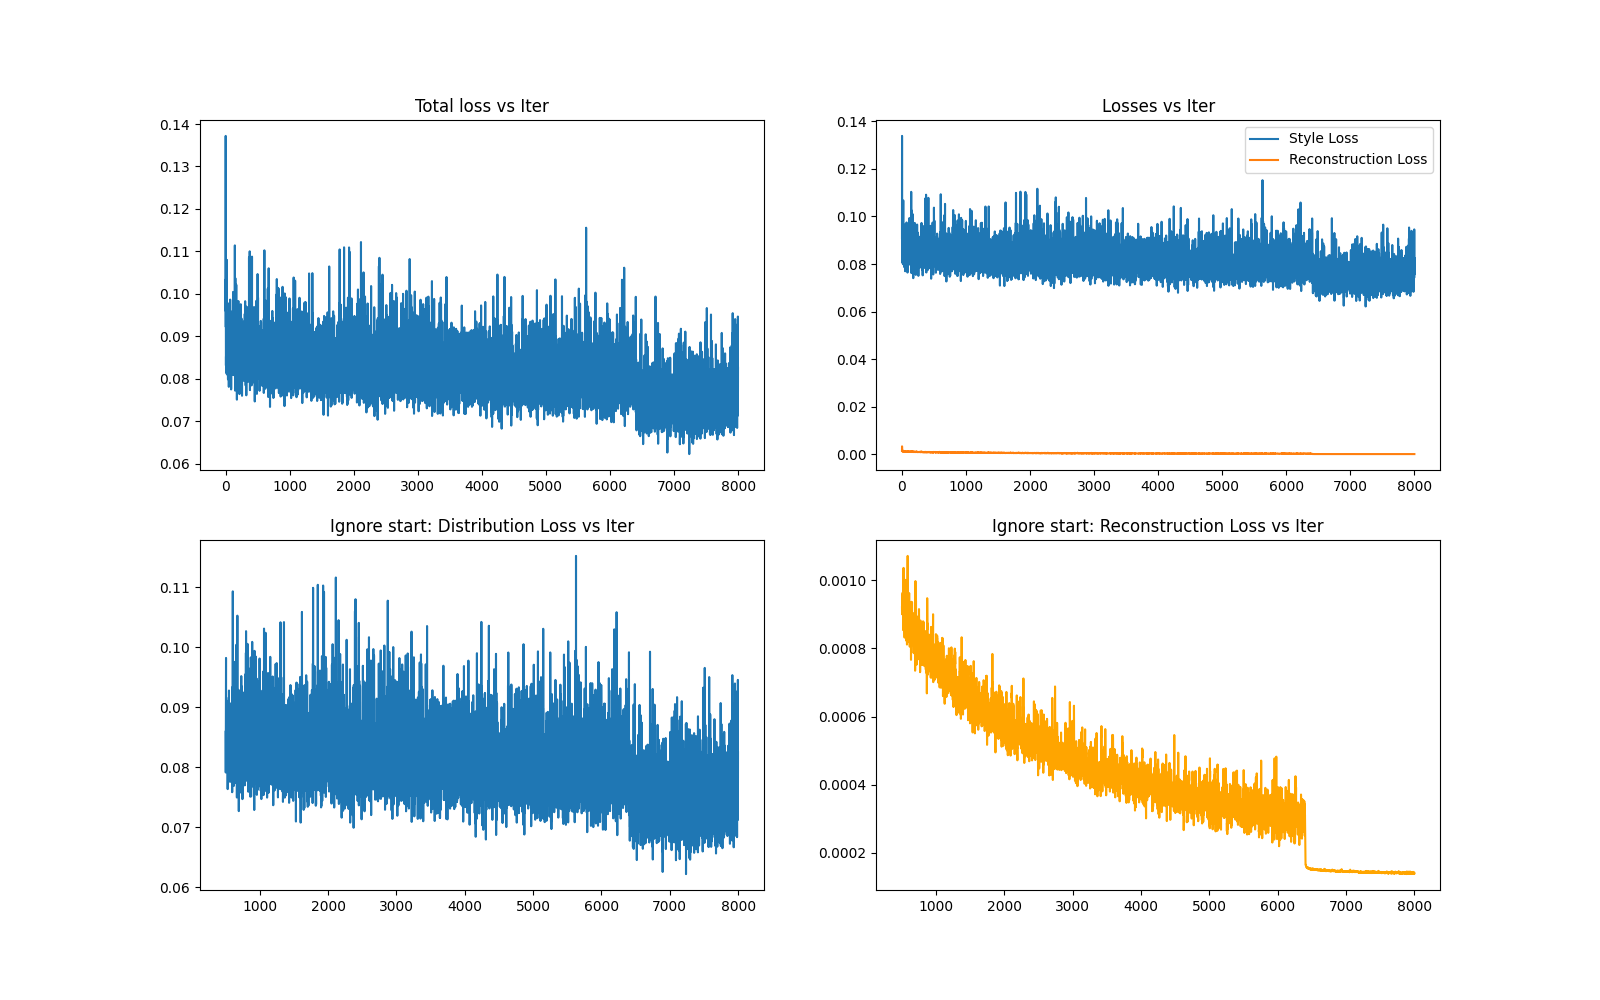 Total loss vs Iter
0.14
0.13
0.12
0.11
0.10
0.09
0.08
0.07
0.06
0 1000 2000 3000 4000 5000 6000 7000 8000
Losses vs Iter
Style Loss
Reconstruction Loss
0.14
0.12
0.10
0.08
0.06
0.04
0.02
0.00
0 1000 2000 3000 4000 5000 6000 7000 8000
Ignore start: Distribution Loss vs Iter
0.11
0.10
0.09
0.08
0.07
0.06
1000 2000 3000 4000 5000 6000 7000 8000
Ignore start: Reconstruction Loss vs Iter
0.0010
0.0008
0.0006
0.0004
0.0002
1000 2000 3000 4000 5000 6000 7000 8000